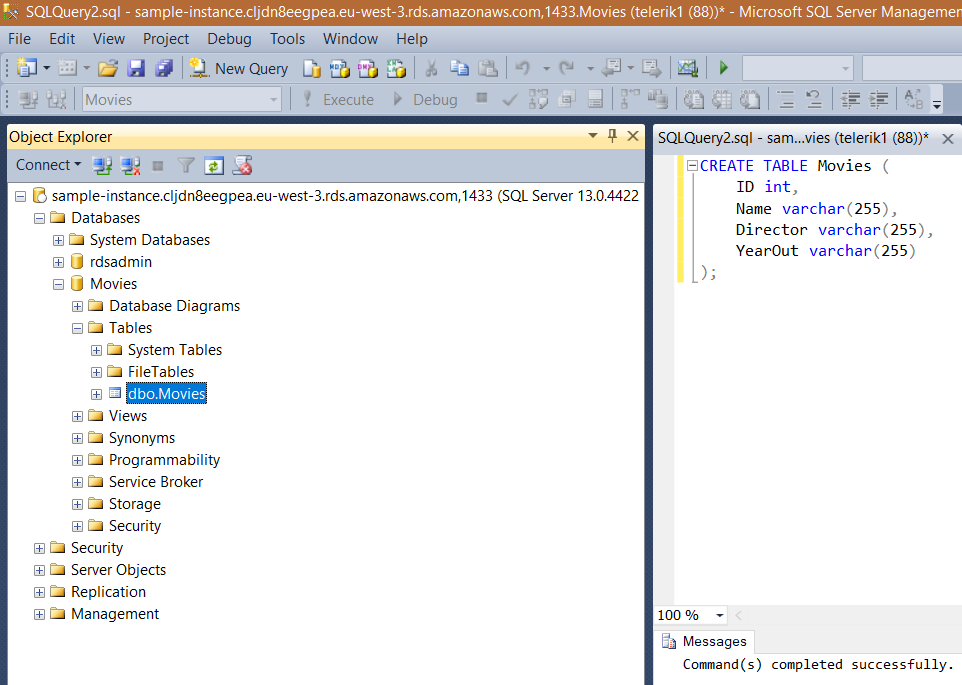 SQLQuery2.sql - sample-instance.cljdn8eegpea.eu-west-3.rds.amazonaws.com,1433.Movies (telerik1 (88))* - Microsoft SQL Server Managemen
File Edit View Project Debug Tools Window Help
New Query
Movies Execute Debug
Object Explorer
Connect
sample-instance.cljdn8eegpea.eu-west-3.rds.amazonaws.com,1433 (SQL Server 13.0.4422
Databases
System Databases
rdsadmin
Movies
Database Diagrams
Tables
System Tables
FileTables
dbo.Movies
Views
Synonyms
Programmability
Service Broker
Storage
Security
Security
Server Objects
Replication
Management
SQLQuery2.sql - sam...vies (telerik1 (88))*
CREATE TABLE Movies (
ID int,
Name varchar(255),
Director varchar(255),
YearOut varchar(255)
);
100 %
Messages
Command(s) completed successfully.